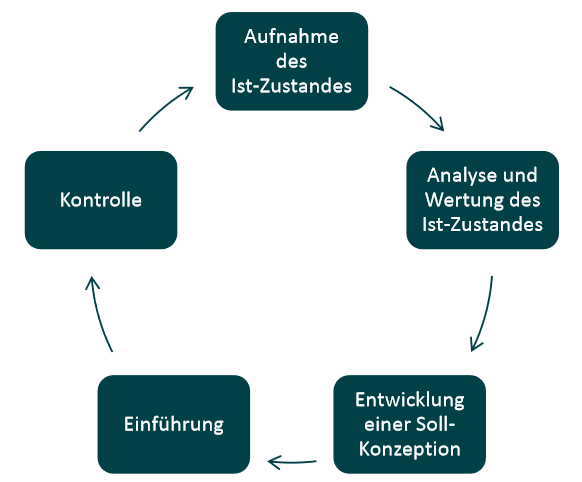 Aufnahme
des
Ist-Zustandes
Analyse und
Wertung des
Ist-Zustandes
Entwicklung
einer Soll-
Konzeption
Einführung
Kontrolle